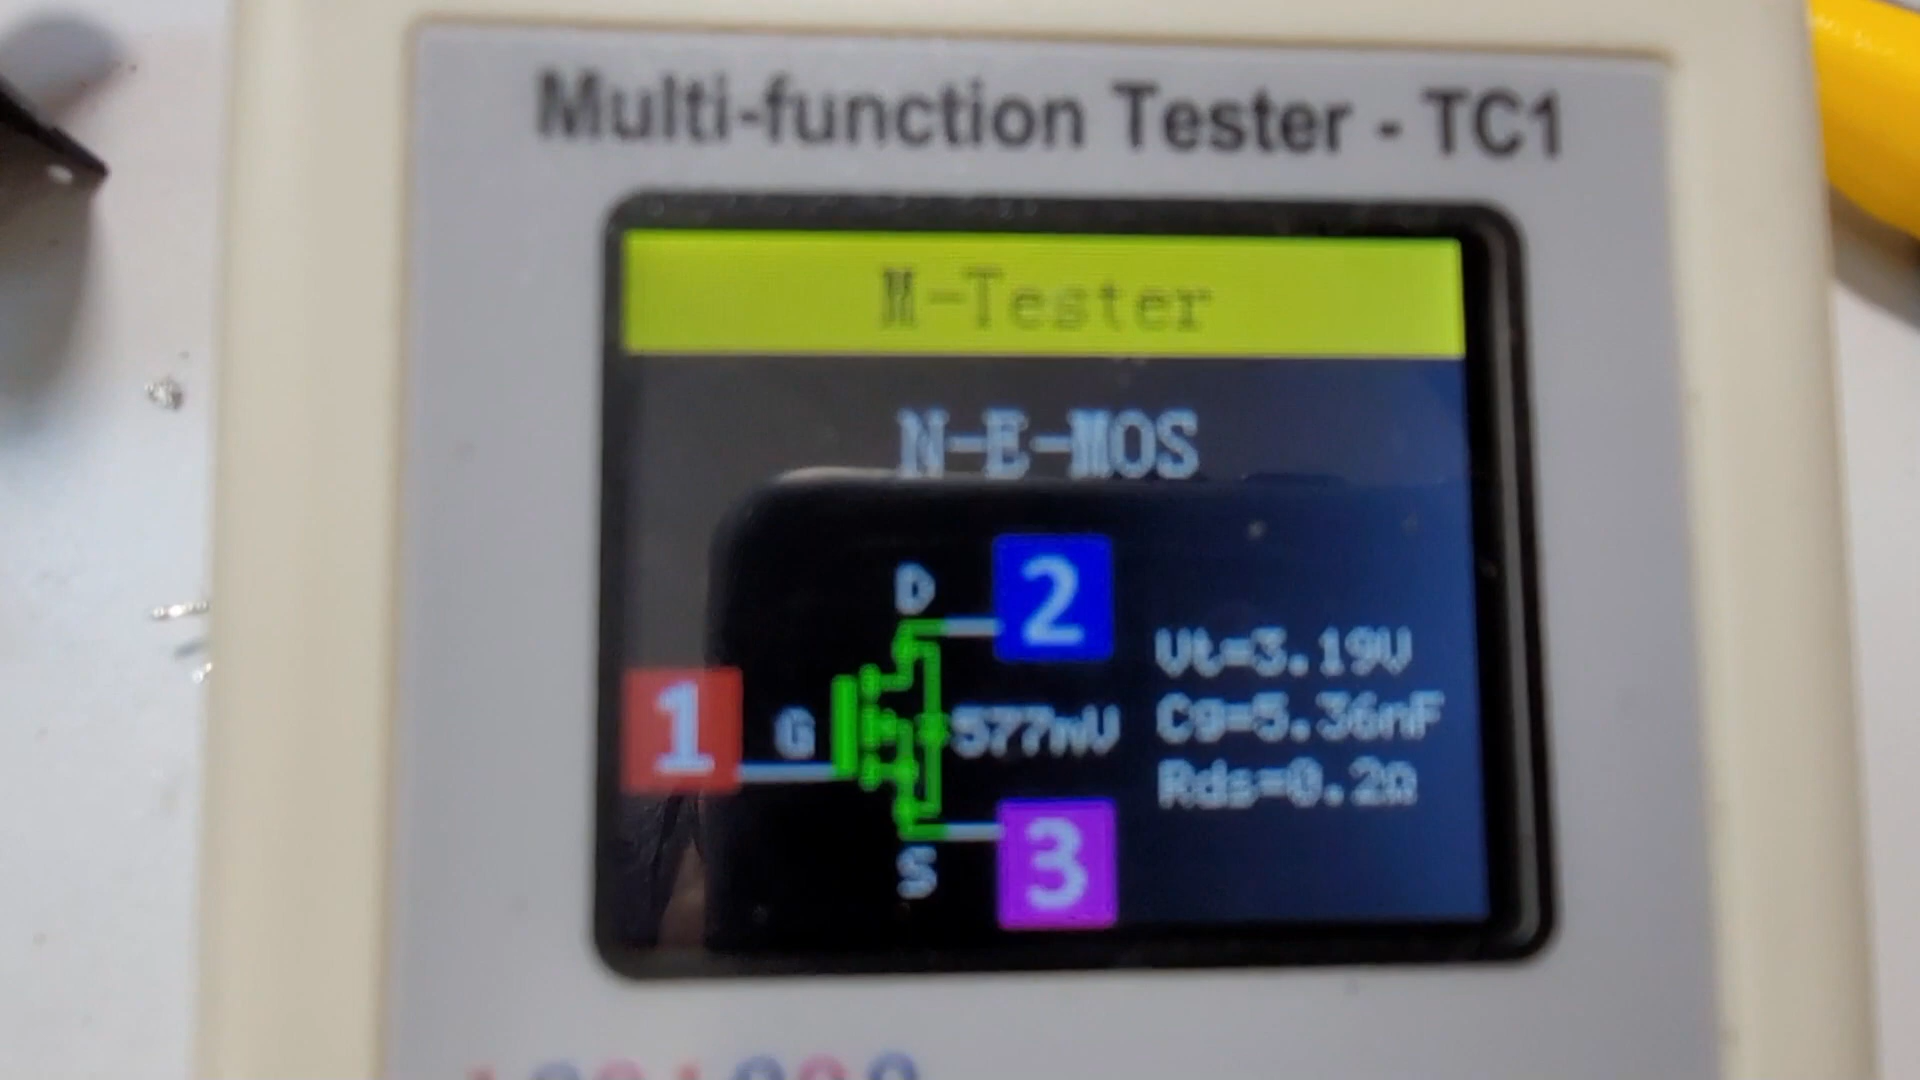 Multi-function Tester - TC1
M-Tester
N-E-MOS
D
2
Vt=3.19V
1
G
577mV
Cg=5.36nF
Rds=0.2Ω
S
3